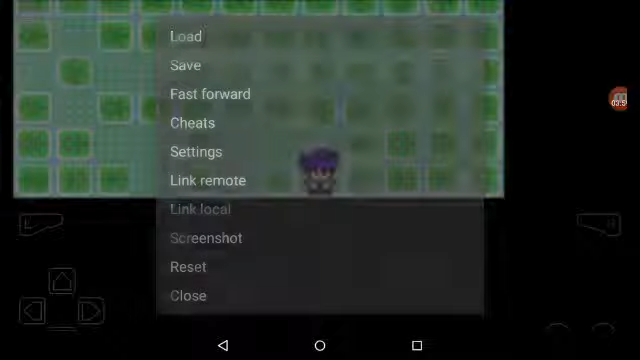 Load
Save
Fast forward
Cheats
Settings
Link remote
Link local
Screenshot
Reset
Close